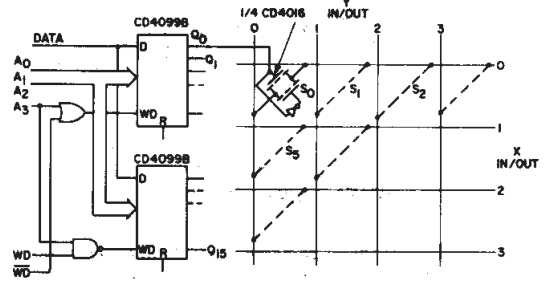 CD4099B
1/4 CD4016
Y
IN/OUT
DATA
D
Q0
Q1
0
1
2
3
A0
A1
A2
A3
WD
R
S0
S1
S2
0
1
X
IN/OUT
CD4099B
D
S5
2
WD
R
Q15
WD
WD
3